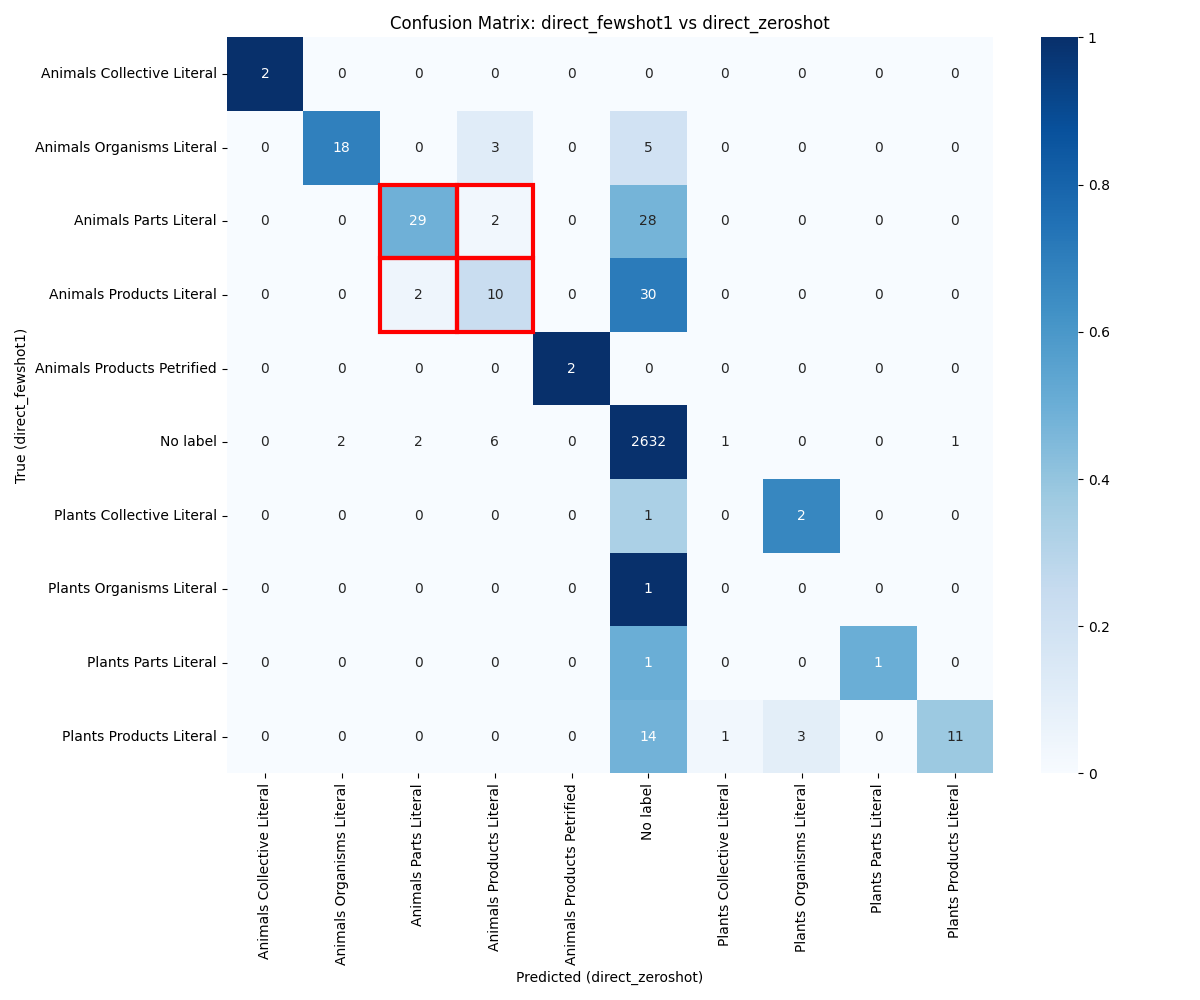 Confusion Matrix: direct_fewshot1 vs direct_zeroshot
Animals Collective Literal 2 0 0 0 0 0 0 0 0 0
Animals Organisms Literal 0 18 0 3 0 5 0 0 0 0
Animals Parts Literal 0 0 29 2 0 28 0 0 0 0
Animals Products Literal 0 0 2 10 0 30 0 0 0 0
Animals Products Petrified 0 0 0 0 2 0 0 0 0 0
No label 0 2 2 6 0 2632 1 0 0 1
Plants Collective Literal 0 0 0 0 0 1 0 2 0 0
Plants Organisms Literal 0 0 0 0 0 1 0 0 0 0
Plants Parts Literal 0 0 0 0 0 1 0 0 1 0
Plants Products Literal 0 0 0 0 0 14 1 3 0 11
True (direct_fewshot1)
Animals Collective Literal
Animals Organisms Literal
Animals Parts Literal
Animals Products Literal
Animals Products Petrified
No label
Plants Collective Literal
Plants Organisms Literal
Plants Parts Literal
Plants Products Literal
Predicted (direct_zeroshot)
1
0.8
0.6
0.4
0.2
0